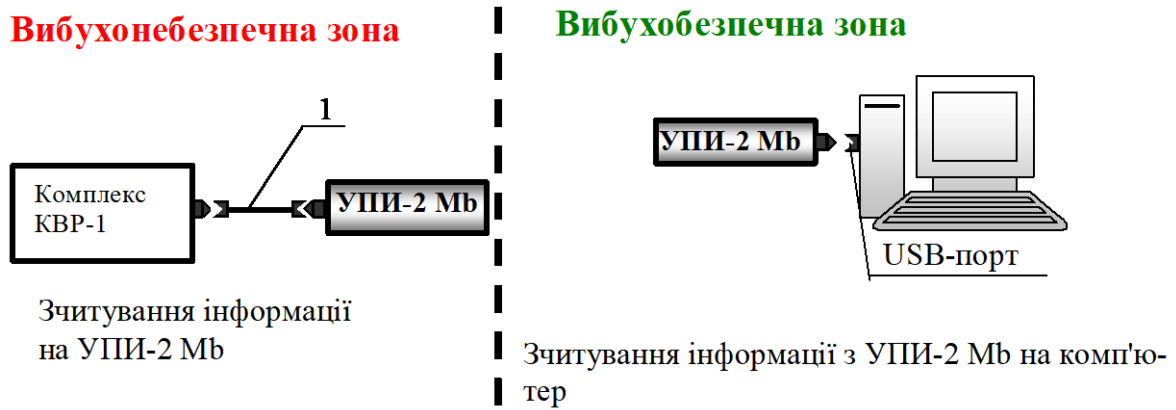 Вибухонебезпечна зона
1
Комплекс
КВР-1
УПИ-2 Mb
Зчитування інформації
на УПИ-2 Mb
Вибухобезпечна зона
УПИ-2 Mb
USB-порт
Зчитування інформації з УПИ-2 Mb на комп'ю-
тер